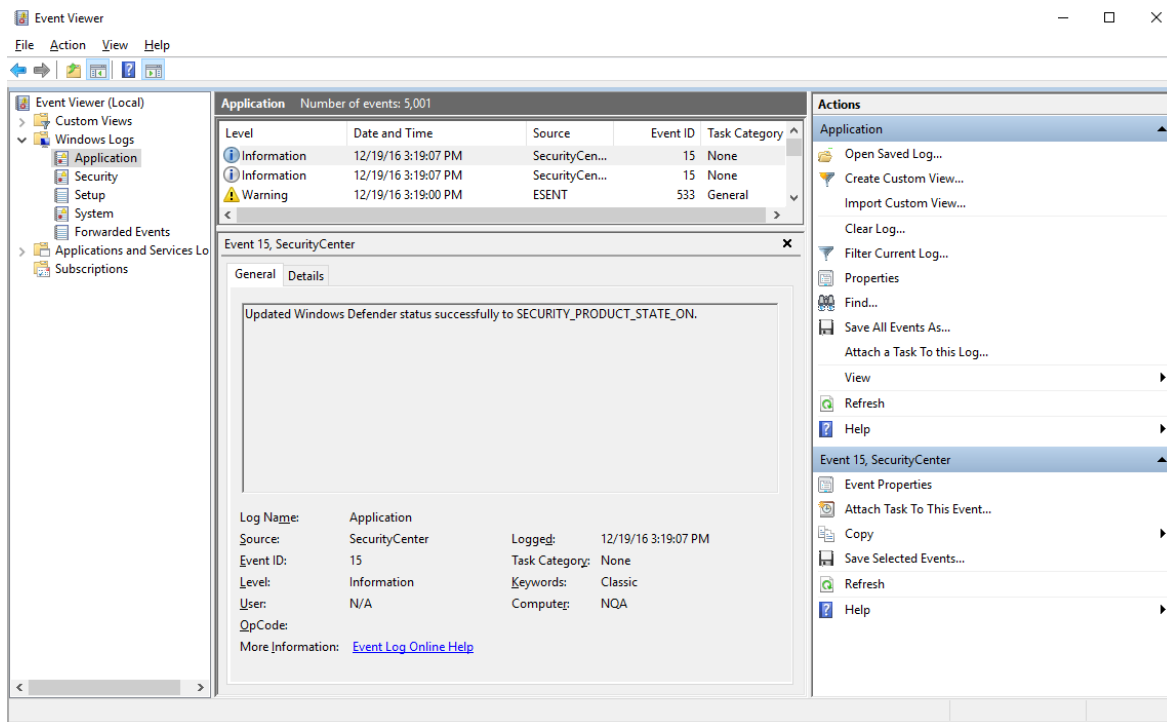 Event Viewer
File Action View Help
Event Viewer (Local)
Custom Views
Windows Logs
Application
Security
Setup
System
Forwarded Events
Applications and Services Lo
Subscriptions
Application Number of events: 5,001
Level Date and Time Source Event ID Task Category
Information 12/19/16 3:19:07 PM SecurityCen... 15 None
Information 12/19/16 3:19:07 PM SecurityCen... 15 None
Warning 12/19/16 3:19:00 PM ESENT 533 General
Event 15, SecurityCenter
General Details
Updated Windows Defender status successfully to SECURITY_PRODUCT_STATE_ON.
Log Name: Application
Source: SecurityCenter Logged: 12/19/16 3:19:07 PM
Event ID: 15 Task Category: None
Level: Information Keywords: Classic
User: N/A Computer: NQA
OpCode:
More Information: Event Log Online Help
Actions
Application
Open Saved Log...
Create Custom View...
Import Custom View...
Clear Log...
Filter Current Log...
Properties
Find...
Save All Events As...
Attach a Task To this Log...
View
Refresh
Help
Event 15, SecurityCenter
Event Properties
Attach Task To This Event...
Copy
Save Selected Events...
Refresh
Help